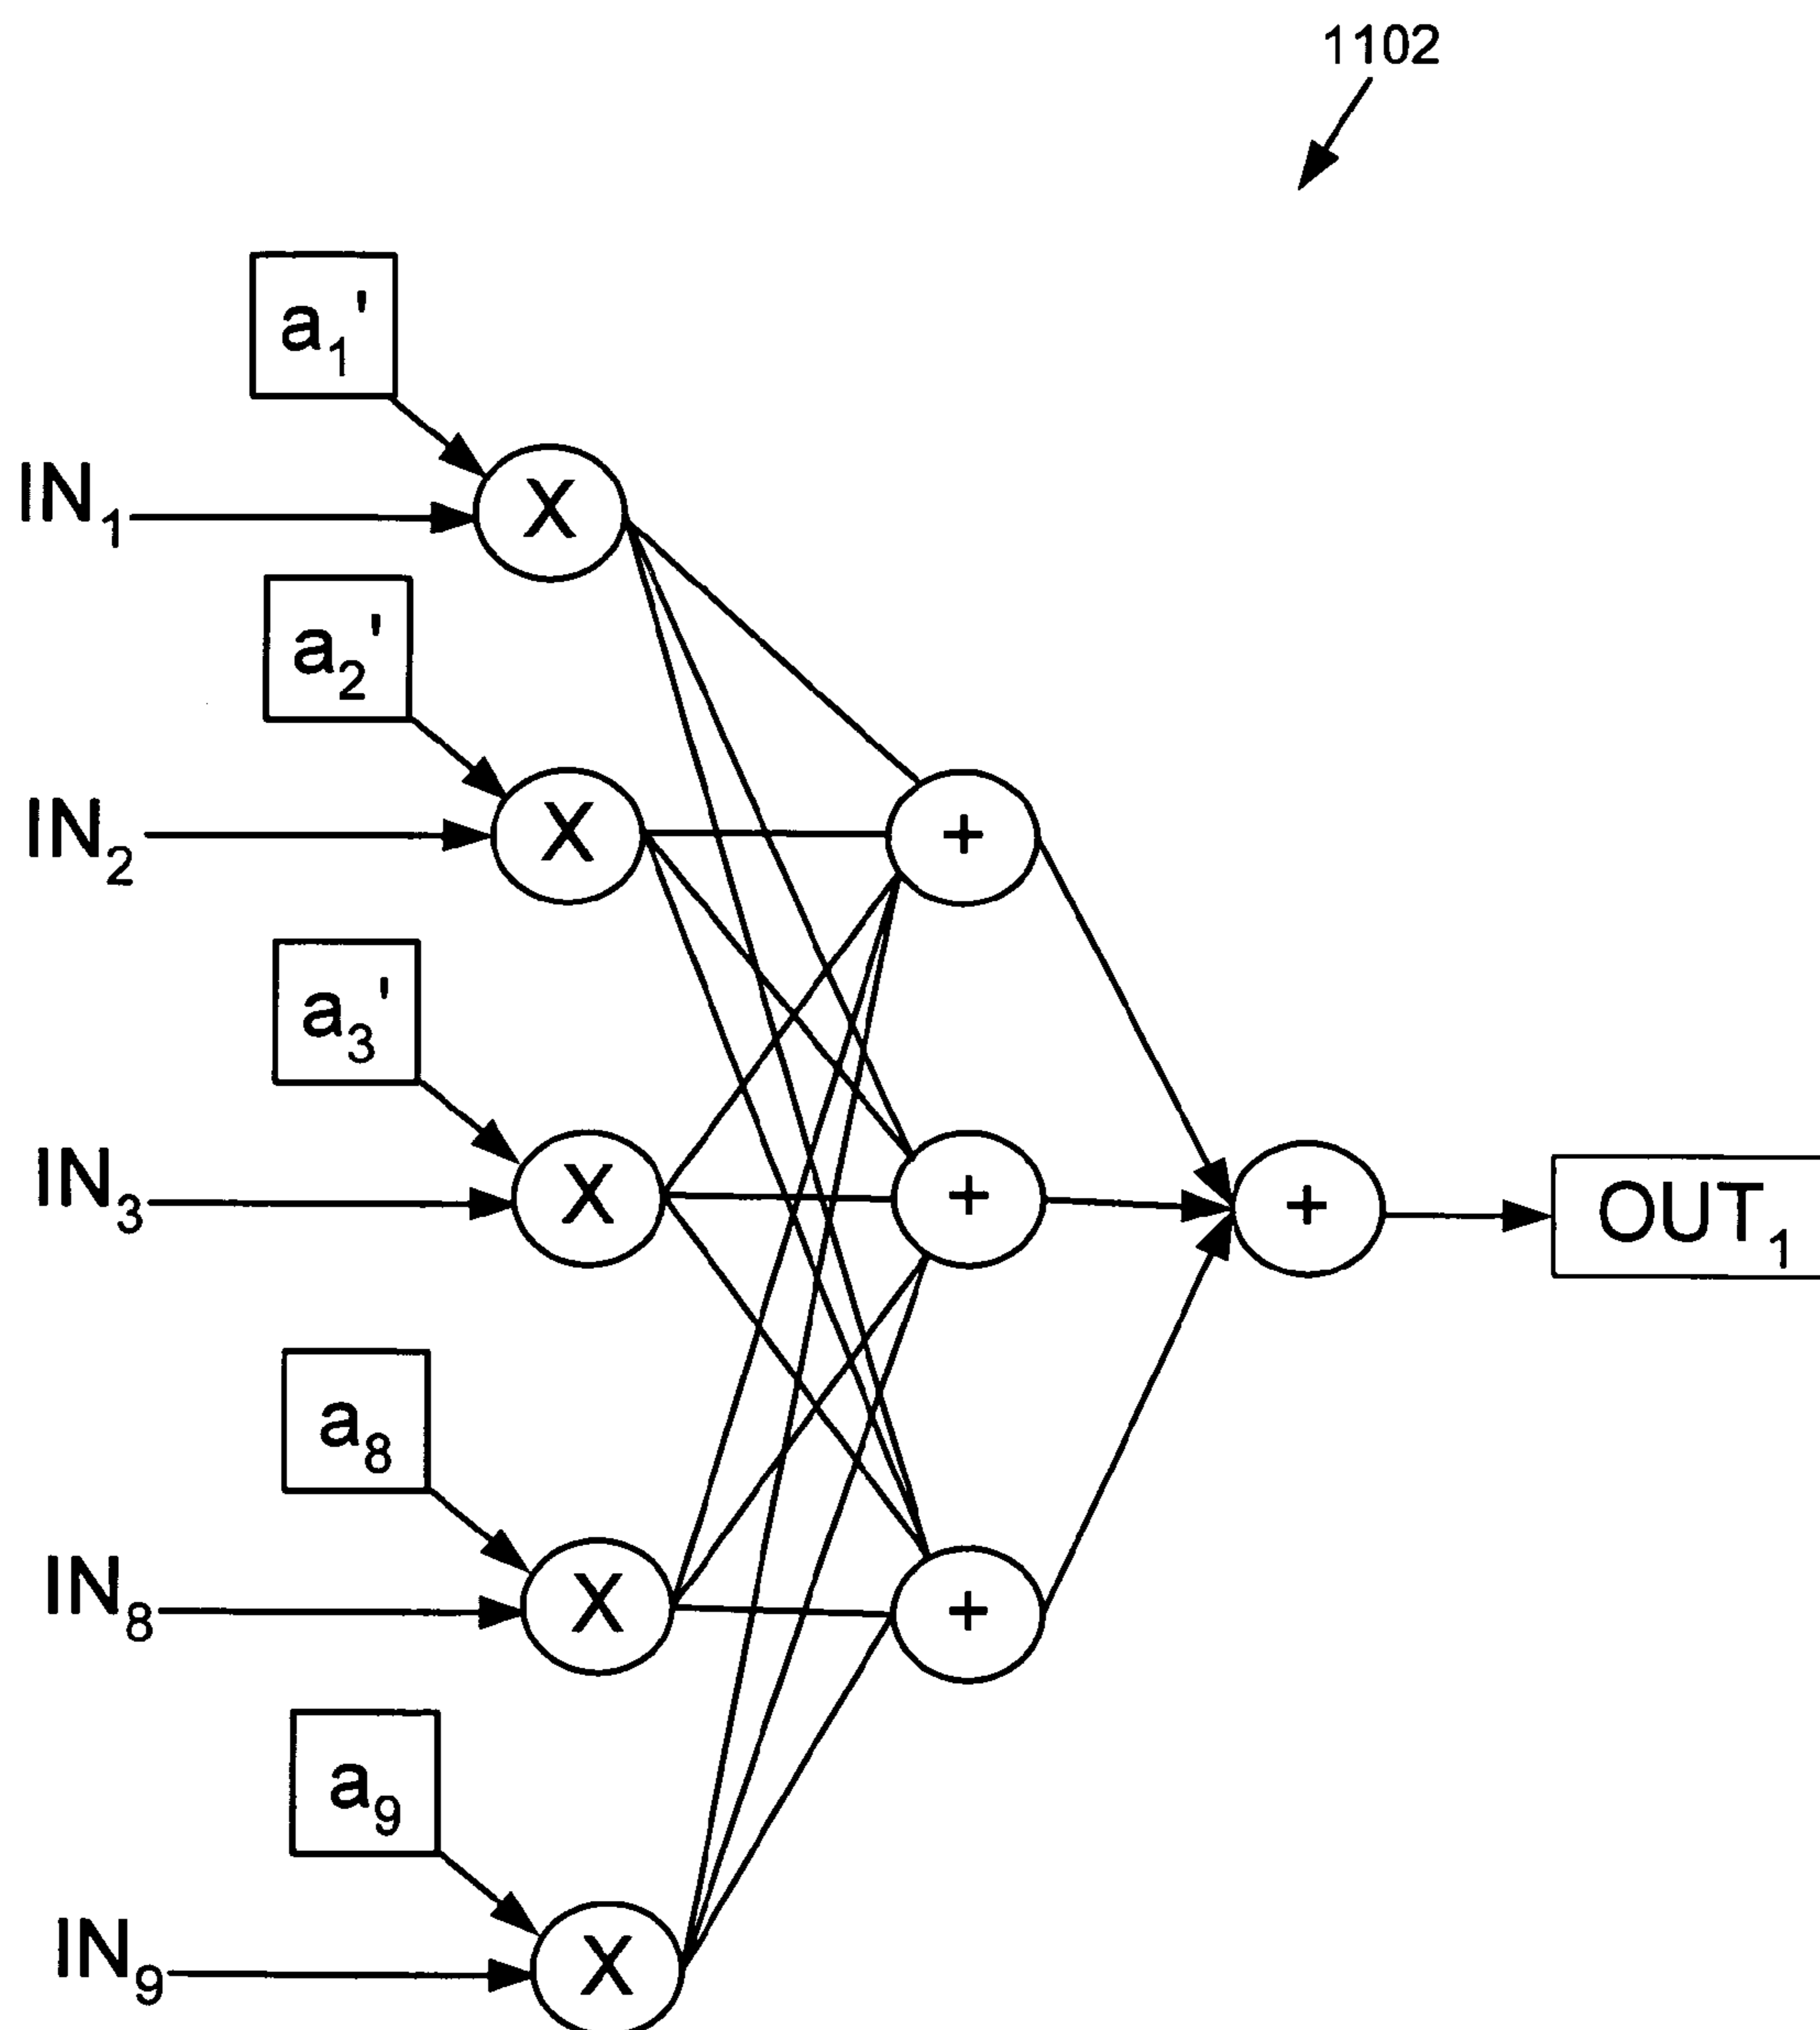 1102
a₁'
IN₁
X
a₂'
IN₂
X
+
a₃'
IN₃
X
+
+
OUT₁
a₈
IN₈
X
+
a₉
IN₉
X